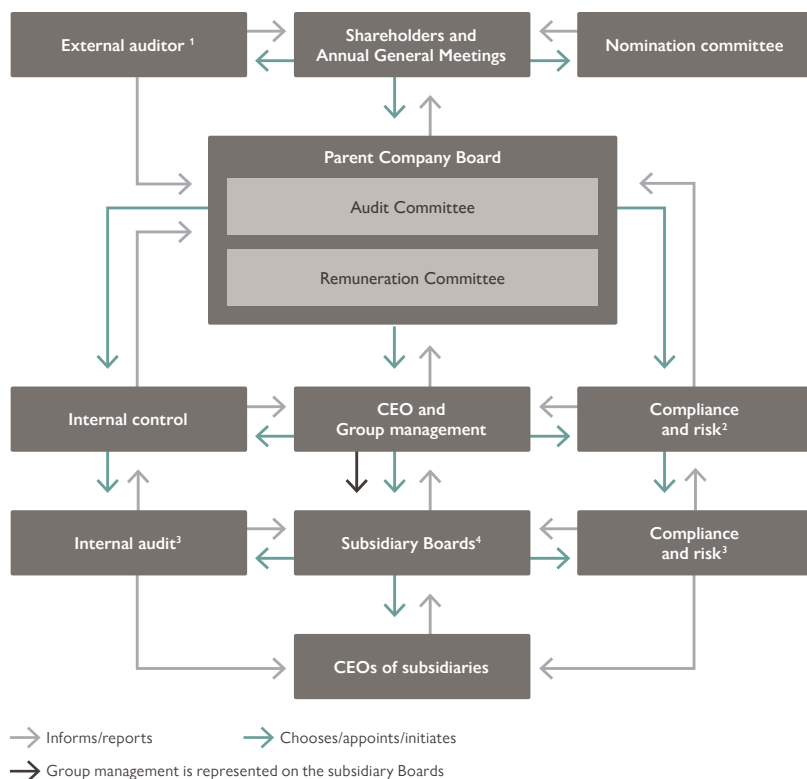 External auditor 1
Shareholders and
Annual General Meetings
Nomination committee
Parent Company Board
Audit Committee
Remuneration Committee
Internal control
CEO and
Group management
Compliance
and risk2
Internal audit3
Subsidiary Boards4
Compliance
and risk3
CEOs of subsidiaries
Informs/reports
Chooses/appoints/initiates
Group management is represented on the subsidiary Boards